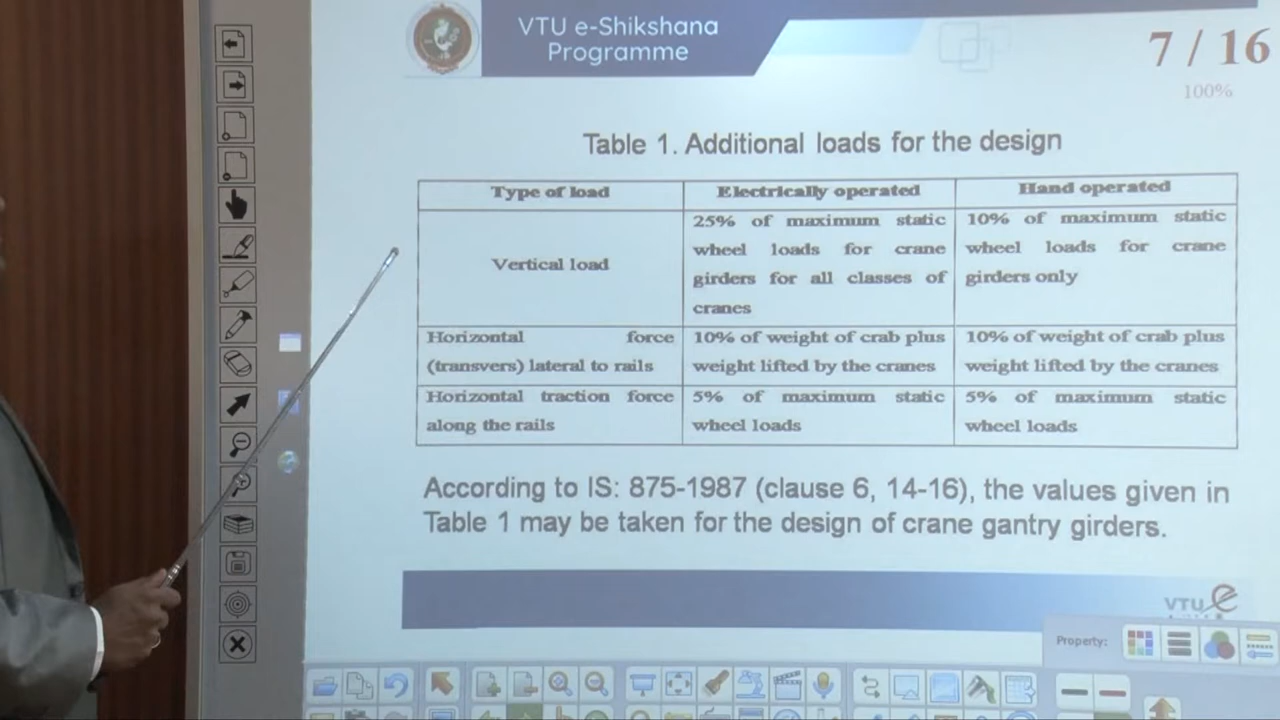 VTU e-Shikshana
Programme
7 / 16
100%
Table 1. Additional loads for the design
Type of load
Electrically operated
Hand operated
Vertical load
25% of maximum static
wheel loads for crane
girders for all classes of
cranes
10% of maximum static
wheel loads for crane
girders only
Horizontal force
(transvers) lateral to rails
10% of weight of crab plus
weight lifted by the cranes
10% of weight of crab plus
weight lifted by the cranes
Horizontal traction force
along the rails
5% of maximum static
wheel loads
5% of maximum static
wheel loads
According to IS: 875-1987 (clause 6, 14-16), the values given in
Table 1 may be taken for the design of crane gantry girders.
VTU e
Property: